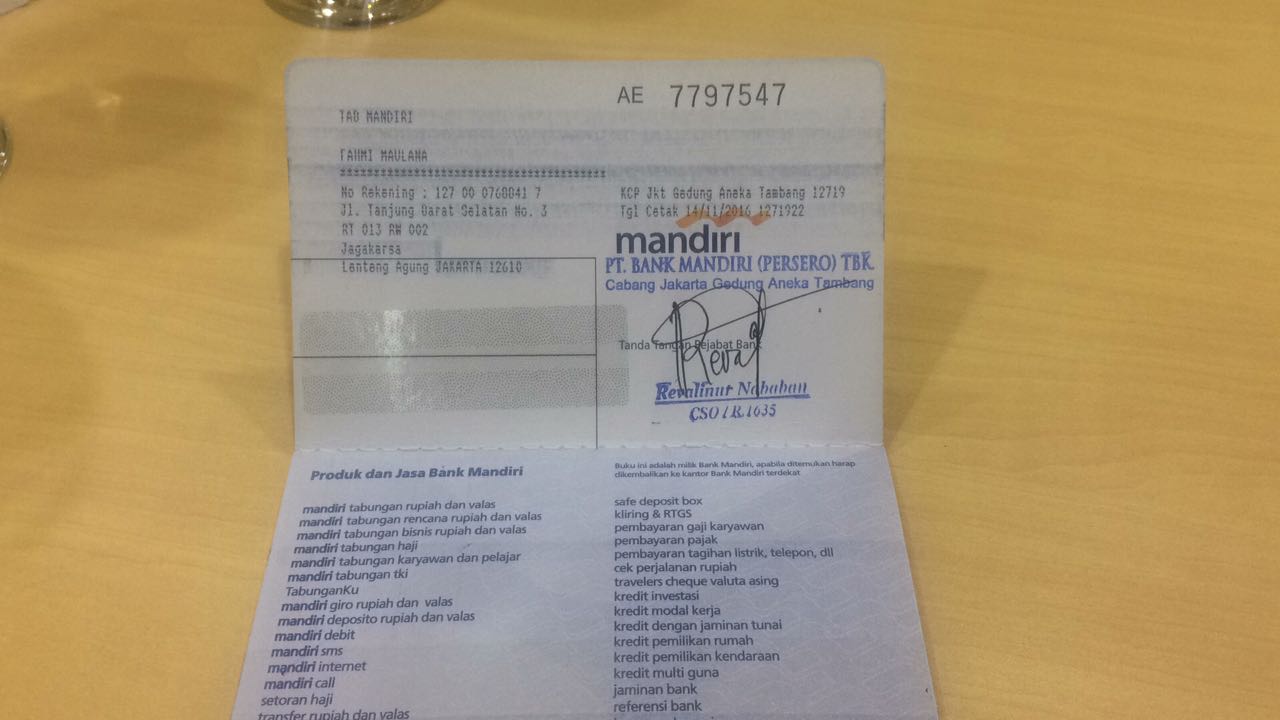 AE 7797547
TAB MANDIRI
FAHMI MAULANA
No Rekening : 127 00 0760041 7
Jl. Tanjung Barat Selatan No. 3
RT 013 RW 002
Jagakarsa
Lenteng Agung JAKARTA 12610
KCP Jkt Gedung Aneka Tambang 12719
Tgl Cetak 14/11/2016 1271922
mandırı
PT. BANK MANDIRI (PERSERO) TBK.
Cabang Jakarta Gedung Aneka Tambang
Tanda Tangan Pejabat Bank
Reval
Revalinur Nababan
CSO / R.1635
Produk dan Jasa Bank Mandiri
mandiri tabungan rupiah dan valas
mandiri tabungan rencana rupiah dan valas
mandiri tabungan bisnis rupiah dan valas
mandiri tabungan haji
mandiri tabungan karyawan dan pelajar
mandiri tabungan tki
TabunganKu
mandiri giro rupiah dan valas
mandiri deposito rupiah dan valas
mandiri debit
mandiri sms
mandiri internet
mandiri call
setoran haji
transfer rupiah dan valas
Buku ini adalah milik Bank Mandiri, apabila ditemukan harap
dikembalikan ke kantor Bank Mandiri terdekat
safe deposit box
kliring & RTGS
pembayaran gaji karyawan
pembayaran pajak
pembayaran tagihan listrik, telepon, dll
cek perjalanan rupiah
travelers cheque valuta asing
kredit investasi
kredit modal kerja
kredit dengan jaminan tunai
kredit pemilikan rumah
kredit pemilikan kendaraan
kredit multi guna
jaminan bank
referensi bank